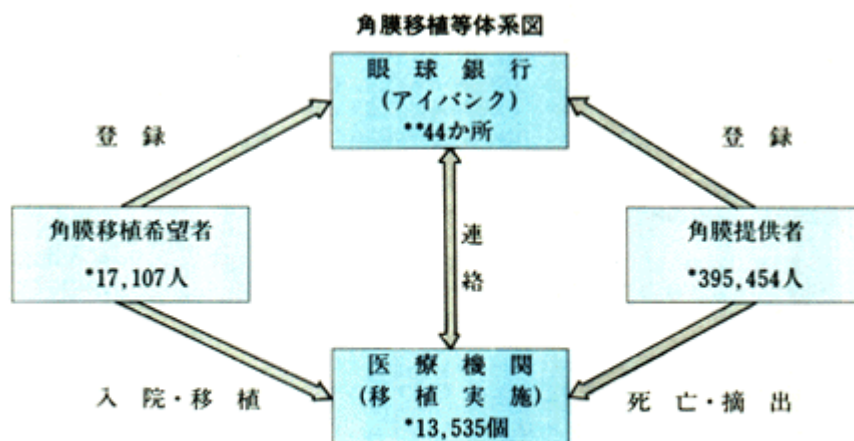 角膜移植等体系図
眼球銀行
(アイバンク)
**44か所
登録
登録
角膜移植希望者
*17,107人
連絡
角膜提供者
*395,454人
医療機関
(移植実施)
*13,535個
入院・移植
死亡・摘出